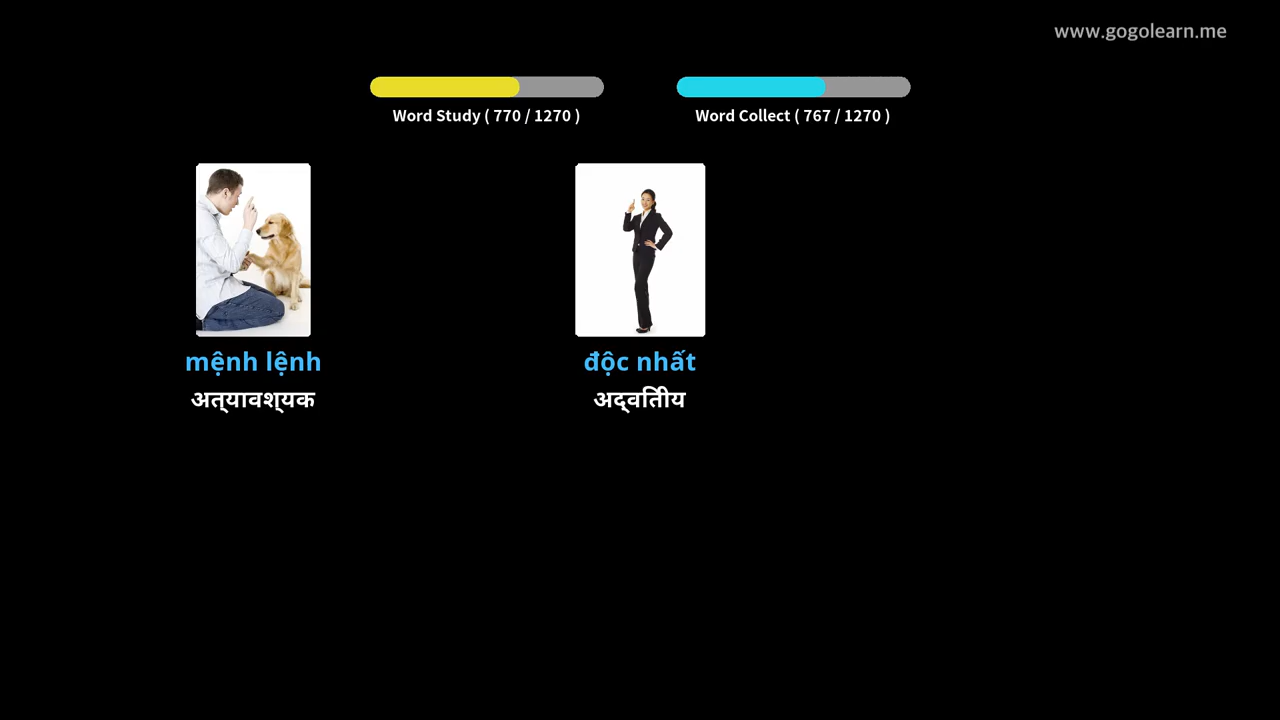 www.gogolearn.me
Word Study ( 770 / 1270 )
Word Collect ( 767 / 1270 )
mệnh lệnh
अत्यावश्यक
độc nhất
अद्वितीय